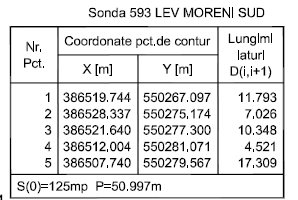 Sonda 593 LEV MORENI SUD
Nr. Pct. Coordonate pct.de contur Lungimi laturi D(i,i+1)
X [m] Y [m]
1 386519.744 550267.097 11.793
2 386528.337 550275.174 7.026
3 386521.640 550277.300 10.348
4 386512.004 550281.071 4.521
5 386507.740 550279.567 17.309
S(0)=125mp P=50.997m